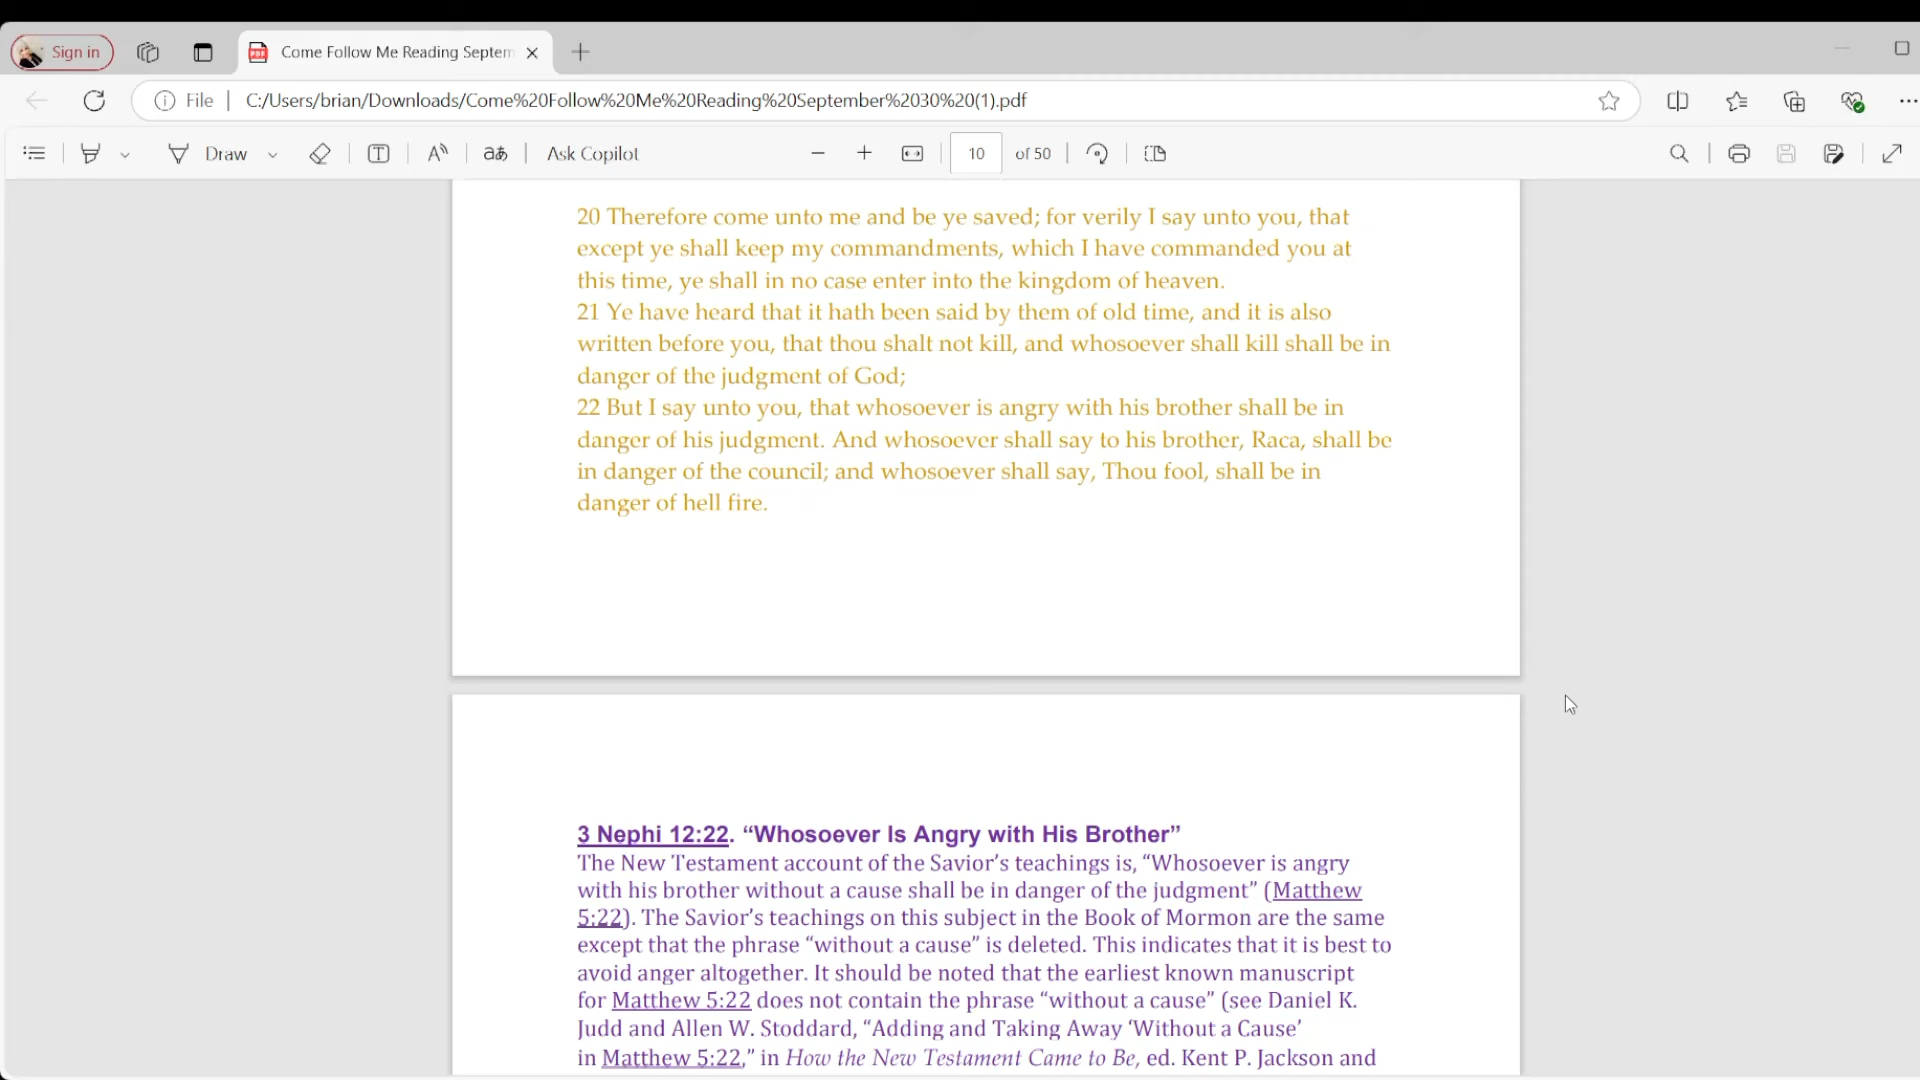 Sign in
Come Follow Me Reading Septem
File
C:/Users/brian/Downloads/Come%20Follow%20Me%20Reading%20September%2030%20(1).pdf
Draw
aあ
Ask Copilot
10 of 50
20 Therefore come unto me and be ye saved; for verily I say unto you, that
except ye shall keep my commandments, which I have commanded you at
this time, ye shall in no case enter into the kingdom of heaven.
21 Ye have heard that it hath been said by them of old time, and it is also
written before you, that thou shalt not kill, and whosoever shall kill shall be in
danger of the judgment of God;
22 But I say unto you, that whosoever is angry with his brother shall be in
danger of his judgment. And whosoever shall say to his brother, Raca, shall be
in danger of the council; and whosoever shall say, Thou fool, shall be in
danger of hell fire.
3 Nephi 12:22. “Whosoever Is Angry with His Brother”
The New Testament account of the Savior’s teachings is, “Whosoever is angry
with his brother without a cause shall be in danger of the judgment” (Matthew
5:22). The Savior’s teachings on this subject in the Book of Mormon are the same
except that the phrase “without a cause” is deleted. This indicates that it is best to
avoid anger altogether. It should be noted that the earliest known manuscript
for Matthew 5:22 does not contain the phrase “without a cause” (see Daniel K.
Judd and Allen W. Stoddard, “Adding and Taking Away ‘Without a Cause’
in Matthew 5:22,” in How the New Testament Came to Be, ed. Kent P. Jackson and